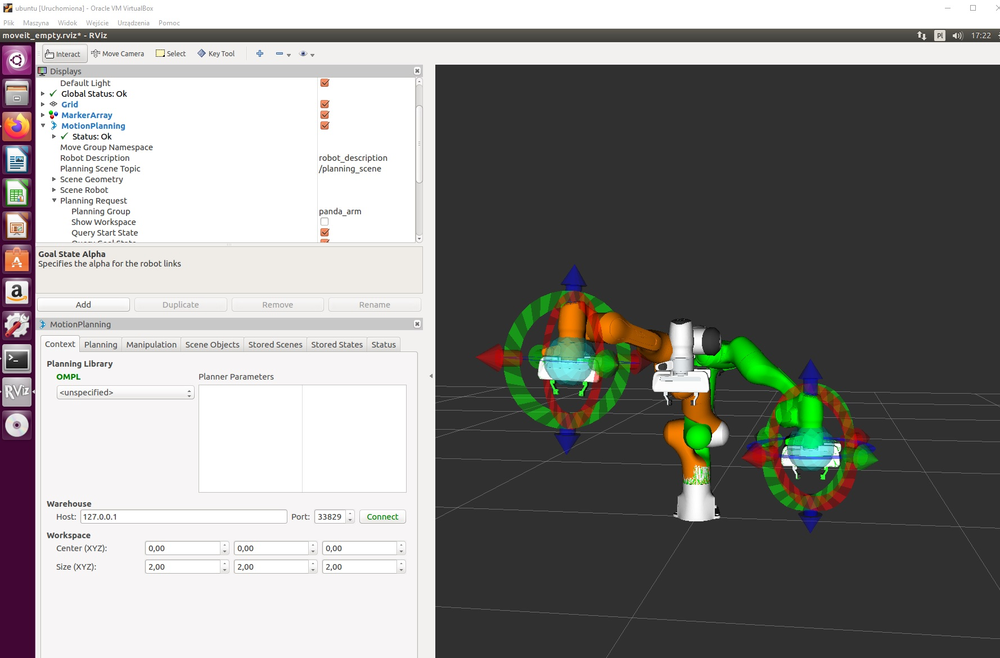 ubuntu [Uruchomiona] - Oracle VM VirtualBox
Plik Maszyna Widok Wejście Urządzenia Pomoc
moveit_empty.rviz* - RViz
Pl 17:22
Interact Move Camera Select Key Tool
Displays
Default Light
Global Status: Ok
Grid
MarkerArray
MotionPlanning
Status: Ok
Move Group Namespace
Robot Description robot_description
Planning Scene Topic /planning_scene
Scene Geometry
Scene Robot
Planning Request
Planning Group panda_arm
Show Workspace
Query Start State
Query Goal State
Goal State Alpha
Specifies the alpha for the robot links
Add Duplicate Remove Rename
MotionPlanning
Context Planning Manipulation Scene Objects Stored Scenes Stored States Status
Planning Library
OMPL Planner Parameters
<unspecified>
Warehouse
Host: 127.0.0.1 Port: 33829 Connect
Workspace
Center (XYZ): 0,00 0,00 0,00
Size (XYZ): 2,00 2,00 2,00
RViz